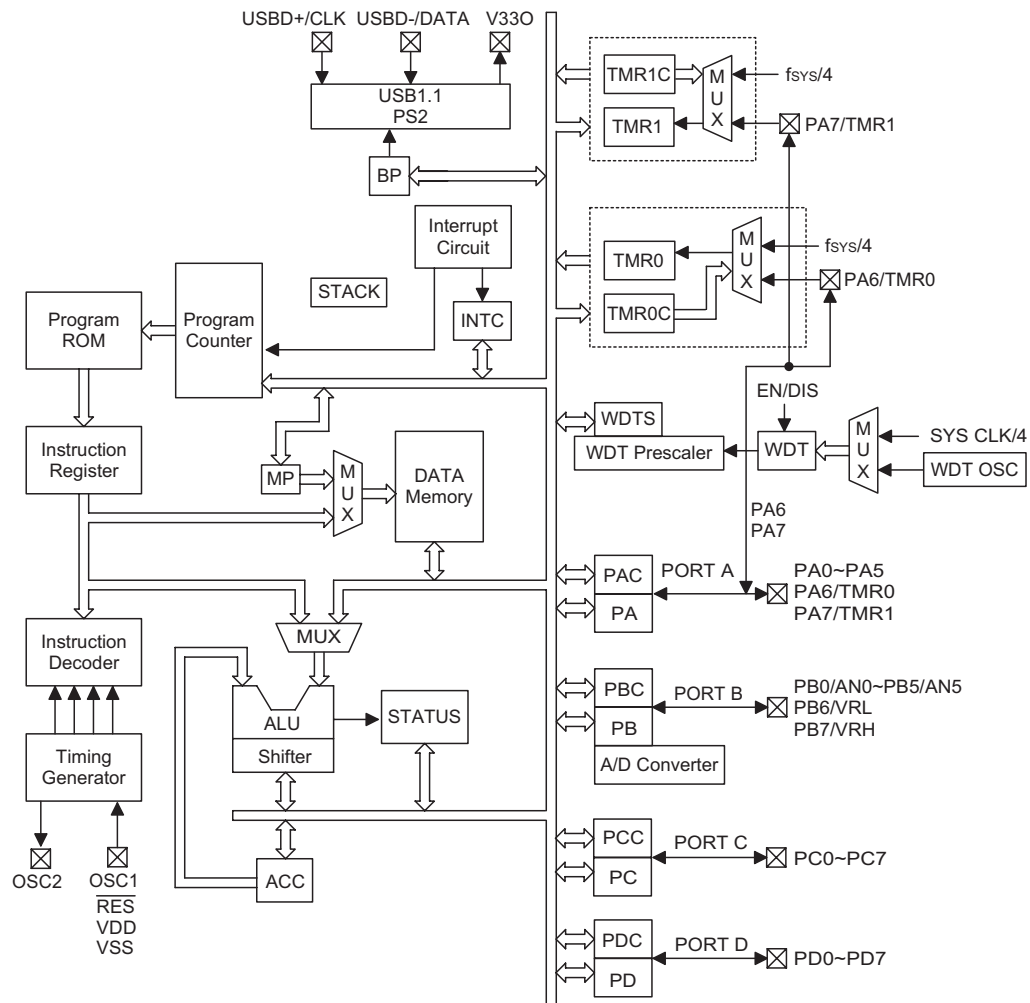 USBD+/CLK USBD-/DATA V33O
USB1.1
PS2
BP
TMR1C
TMR1
MUX
fSYS/4
PA7/TMR1
Interrupt
Circuit
STACK
INTC
TMR0
TMR0C
MUX
fSYS/4
PA6/TMR0
Program
ROM
Program
Counter
EN/DIS
WDTS
WDT Prescaler
WDT
MUX
SYS CLK/4
WDT OSC
Instruction
Register
MP
MUX
DATA
Memory
PA6
PA7
PAC
PA
PORT A
PA0~PA5
PA6/TMR0
PA7/TMR1
Instruction
Decoder
MUX
ALU
Shifter
STATUS
PBC
PB
PORT B
A/D Converter
PB0/AN0~PB5/AN5
PB6/VRL
PB7/VRH
Timing
Generator
OSC2
OSC1
RES
VDD
VSS
ACC
PCC
PC
PORT C
PC0~PC7
PDC
PD
PORT D
PD0~PD7